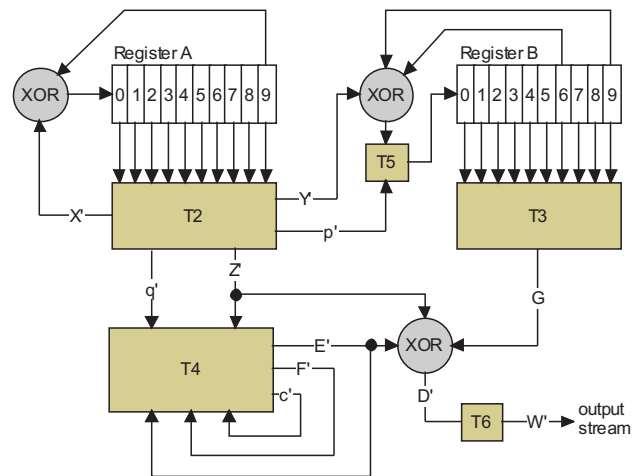 Register A
Register B
XOR
0 1 2 3 4 5 6 7 8 9
XOR
0 1 2 3 4 5 6 7 8 9
T5
X'
T2
Y'
p'
T3
q'
Z'
G
T4
E'
F'
c'
XOR
D'
T6
W'
output
stream